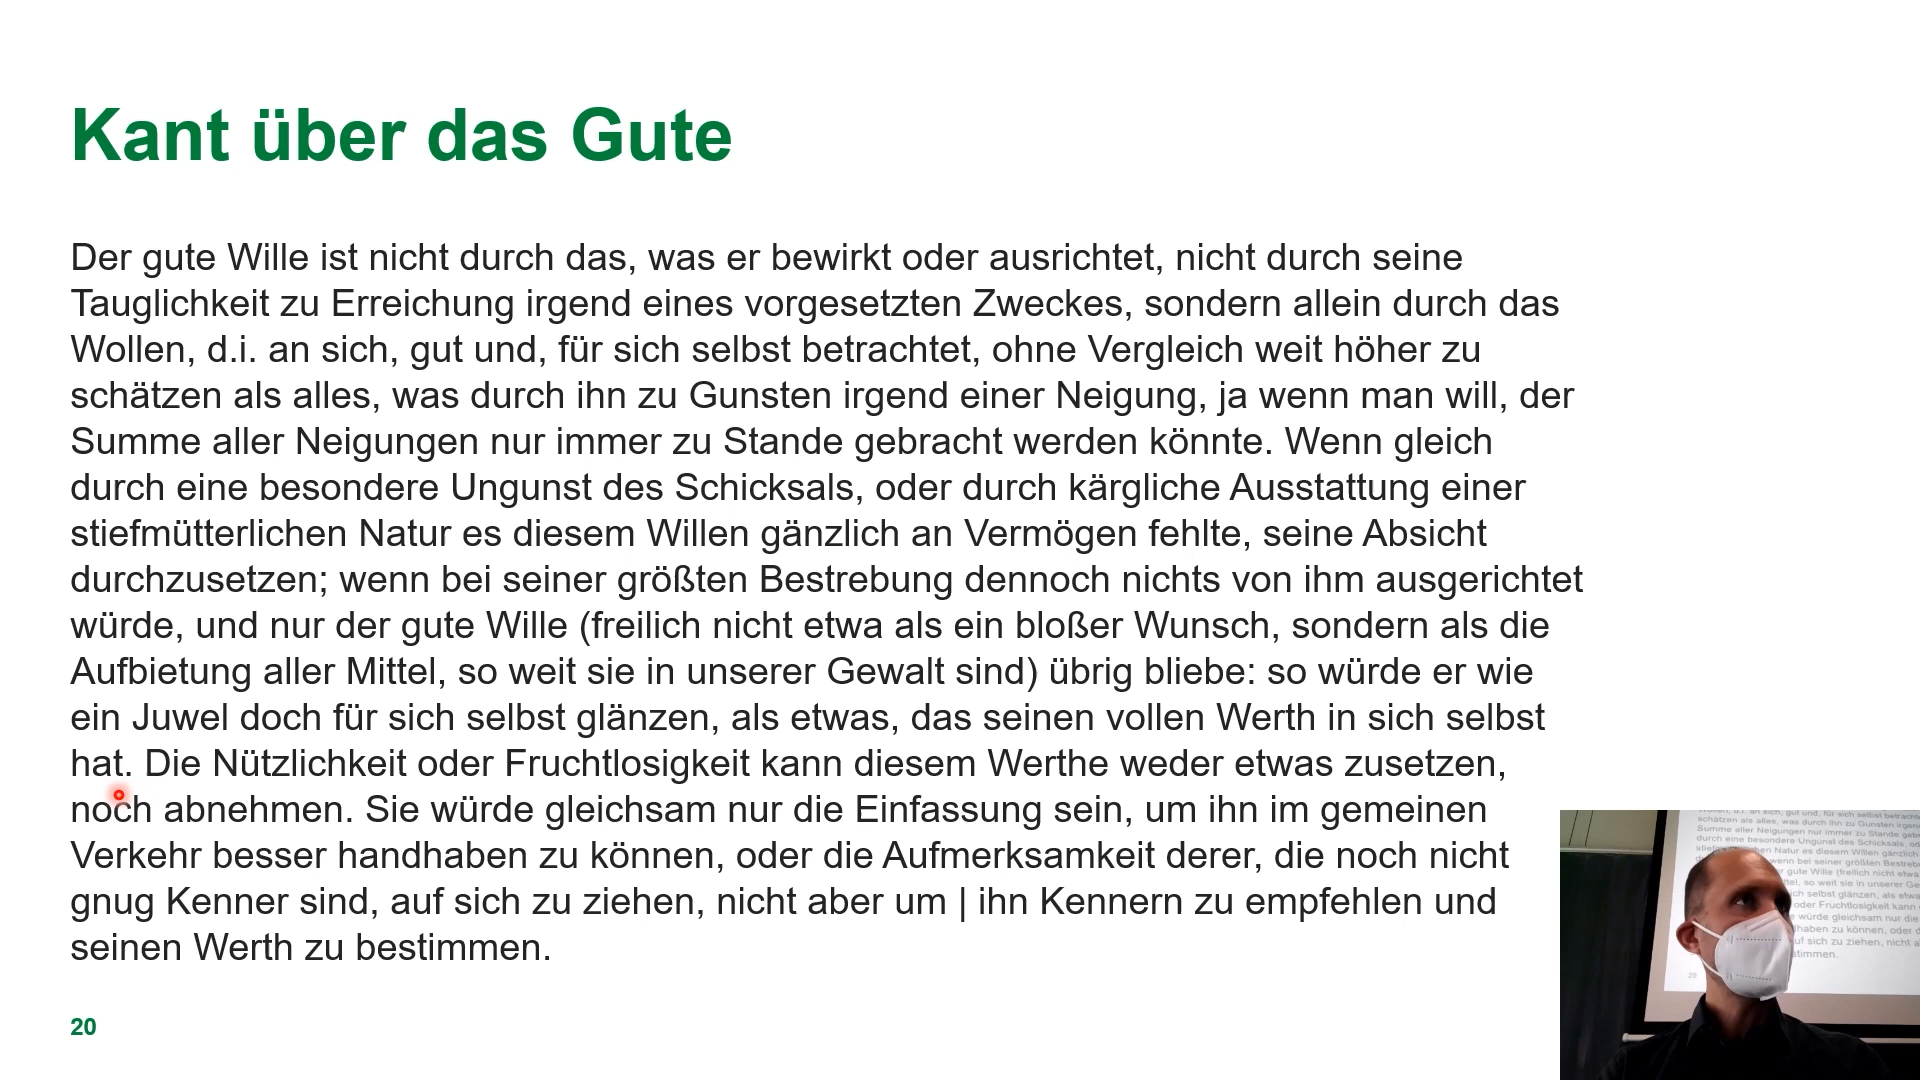 Kant über das Gute
Der gute Wille ist nicht durch das, was er bewirkt oder ausrichtet, nicht durch seine
Tauglichkeit zu Erreichung irgend eines vorgesetzten Zweckes, sondern allein durch das
Wollen, d.i. an sich, gut und, für sich selbst betrachtet, ohne Vergleich weit höher zu
schätzen als alles, was durch ihn zu Gunsten irgend einer Neigung, ja wenn man will, der
Summe aller Neigungen nur immer zu Stande gebracht werden könnte. Wenn gleich
durch eine besondere Ungunst des Schicksals, oder durch kärgliche Ausstattung einer
stiefmütterlichen Natur es diesem Willen gänzlich an Vermögen fehlte, seine Absicht
durchzusetzen; wenn bei seiner größten Bestrebung dennoch nichts von ihm ausgerichtet
würde, und nur der gute Wille (freilich nicht etwa als ein bloßer Wunsch, sondern als die
Aufbietung aller Mittel, so weit sie in unserer Gewalt sind) übrig bliebe: so würde er wie
ein Juwel doch für sich selbst glänzen, als etwas, das seinen vollen Werth in sich selbst
hat. Die Nützlichkeit oder Fruchtlosigkeit kann diesem Werthe weder etwas zusetzen,
noch abnehmen. Sie würde gleichsam nur die Einfassung sein, um ihn im gemeinen
Verkehr besser handhaben zu können, oder die Aufmerksamkeit derer, die noch nicht
gnug Kenner sind, auf sich zu ziehen, nicht aber um | ihn Kennern zu empfehlen und
seinen Werth zu bestimmen.
20